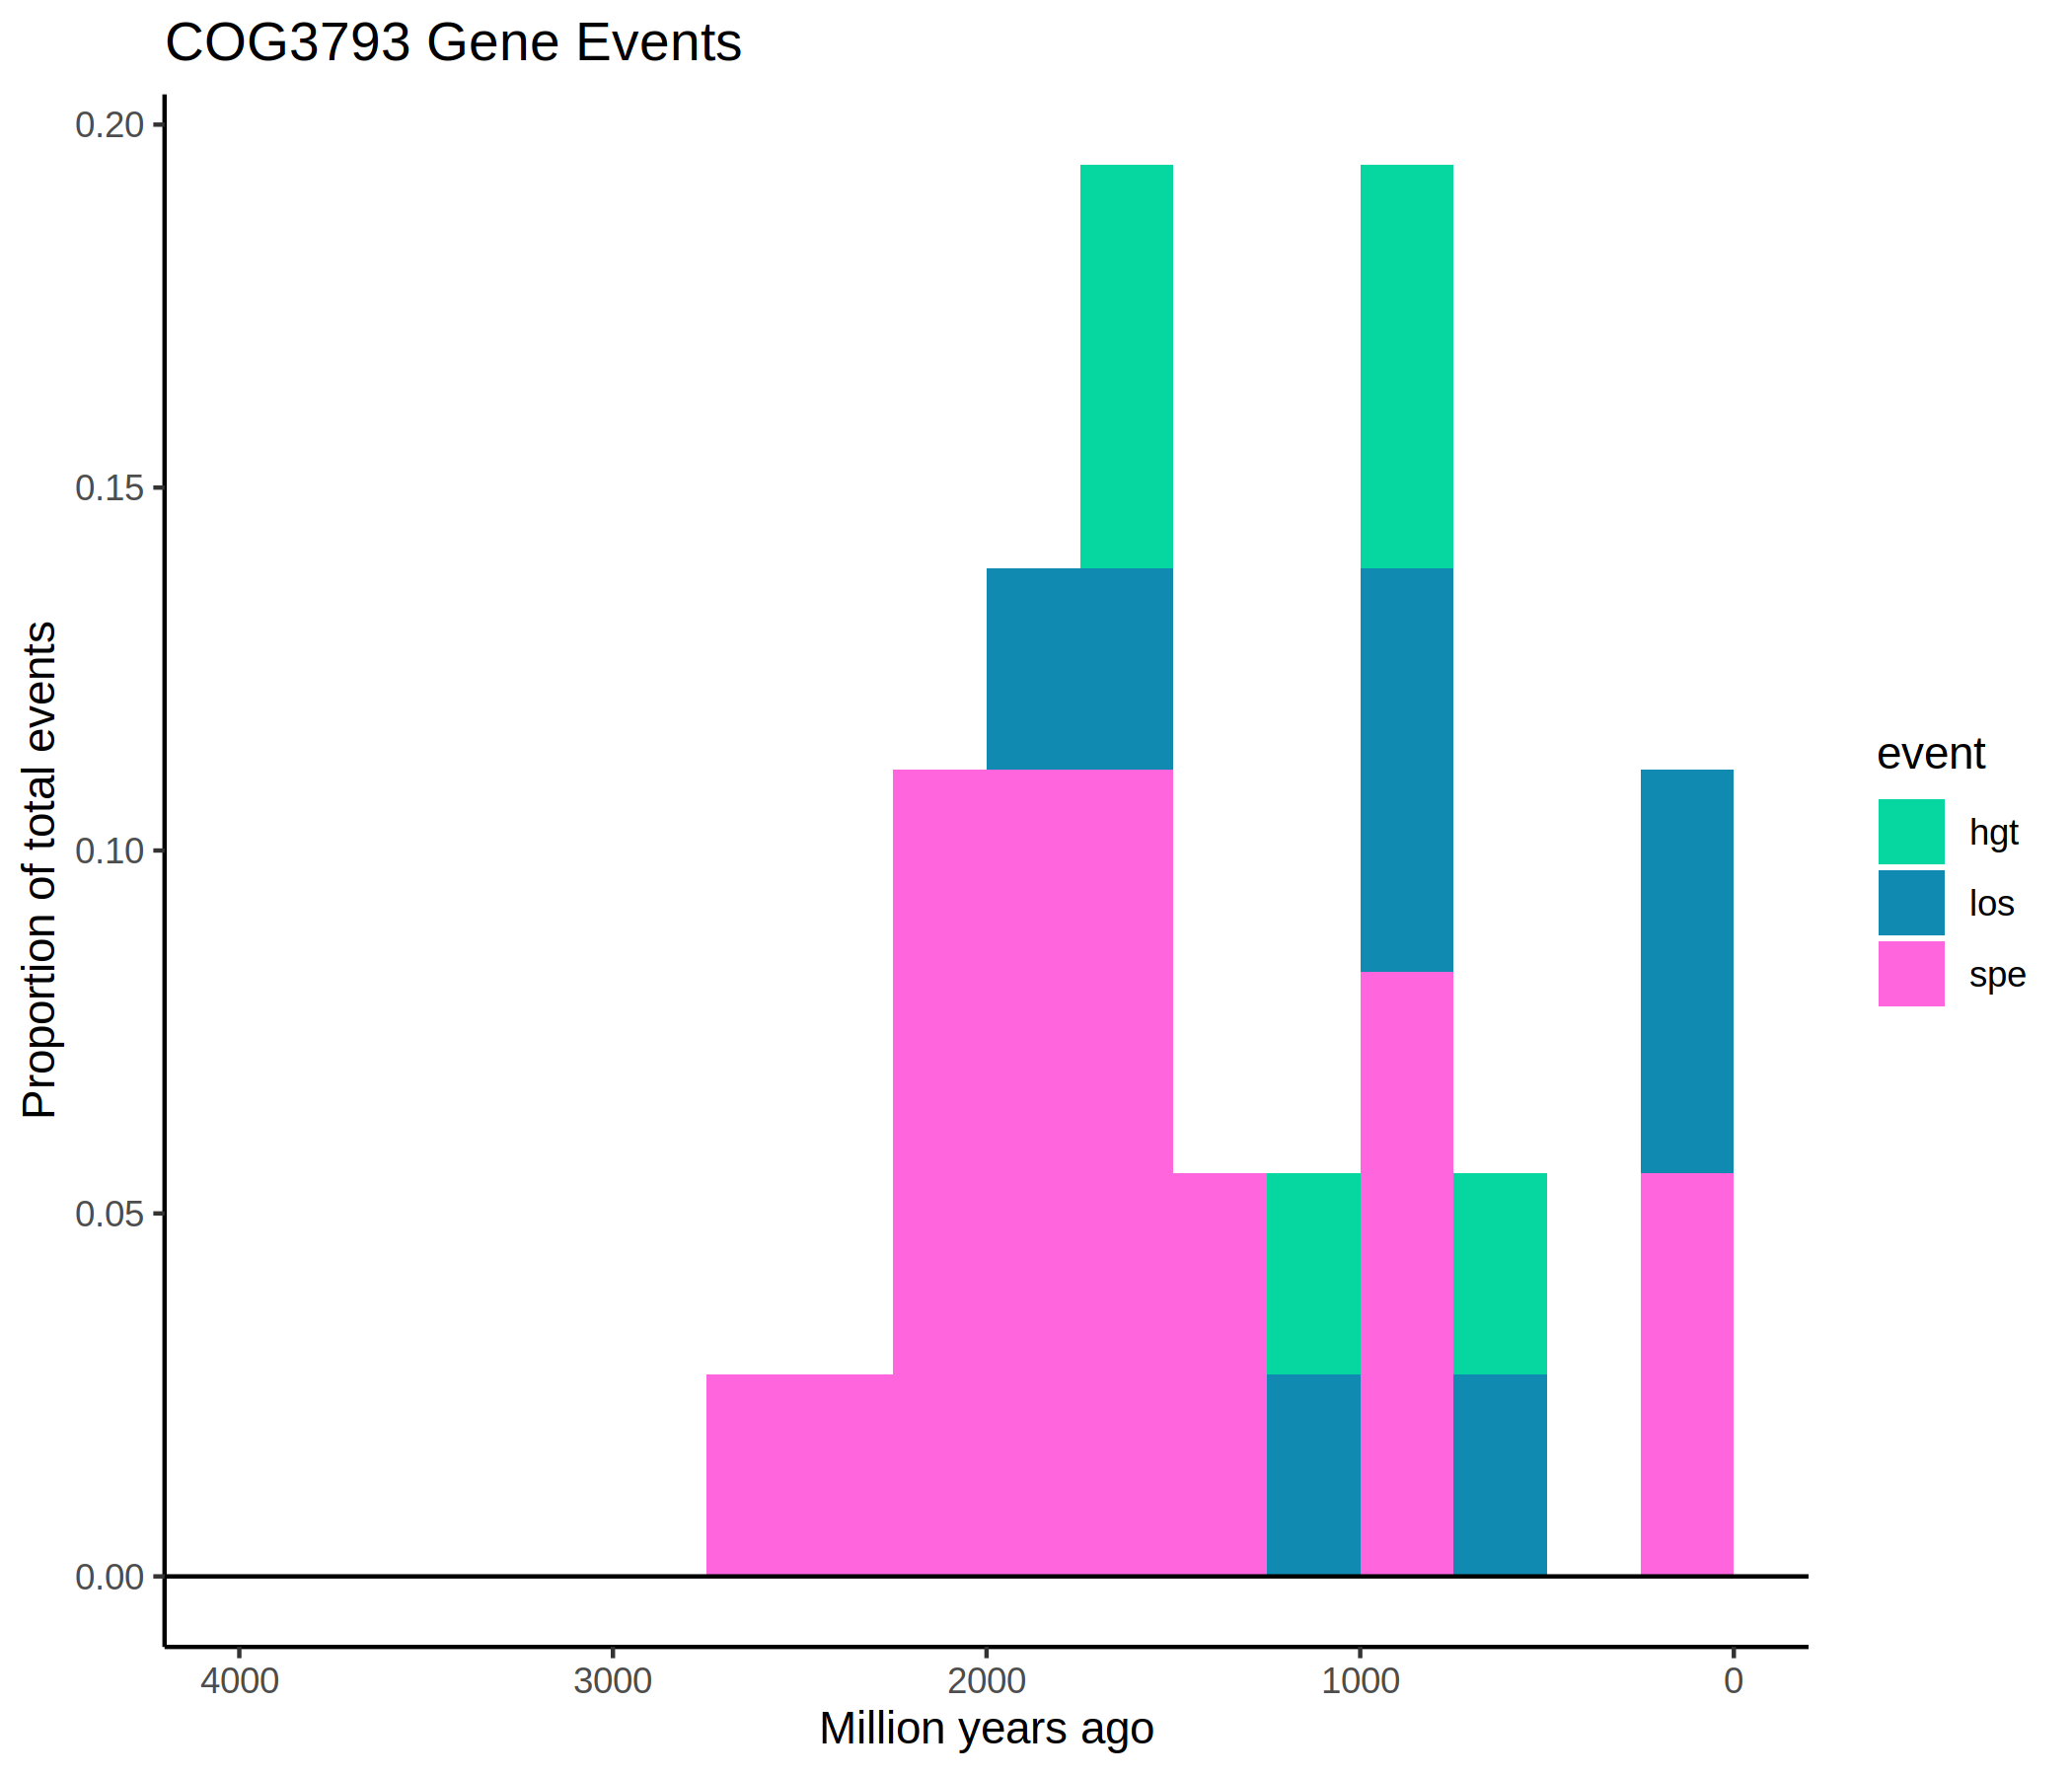 COG3793 Gene Events
0.20
0.15
0.10
0.05
0.00
Proportion of total events
4000 3000 2000 1000 0
Million years ago
event
hgt
los
spe